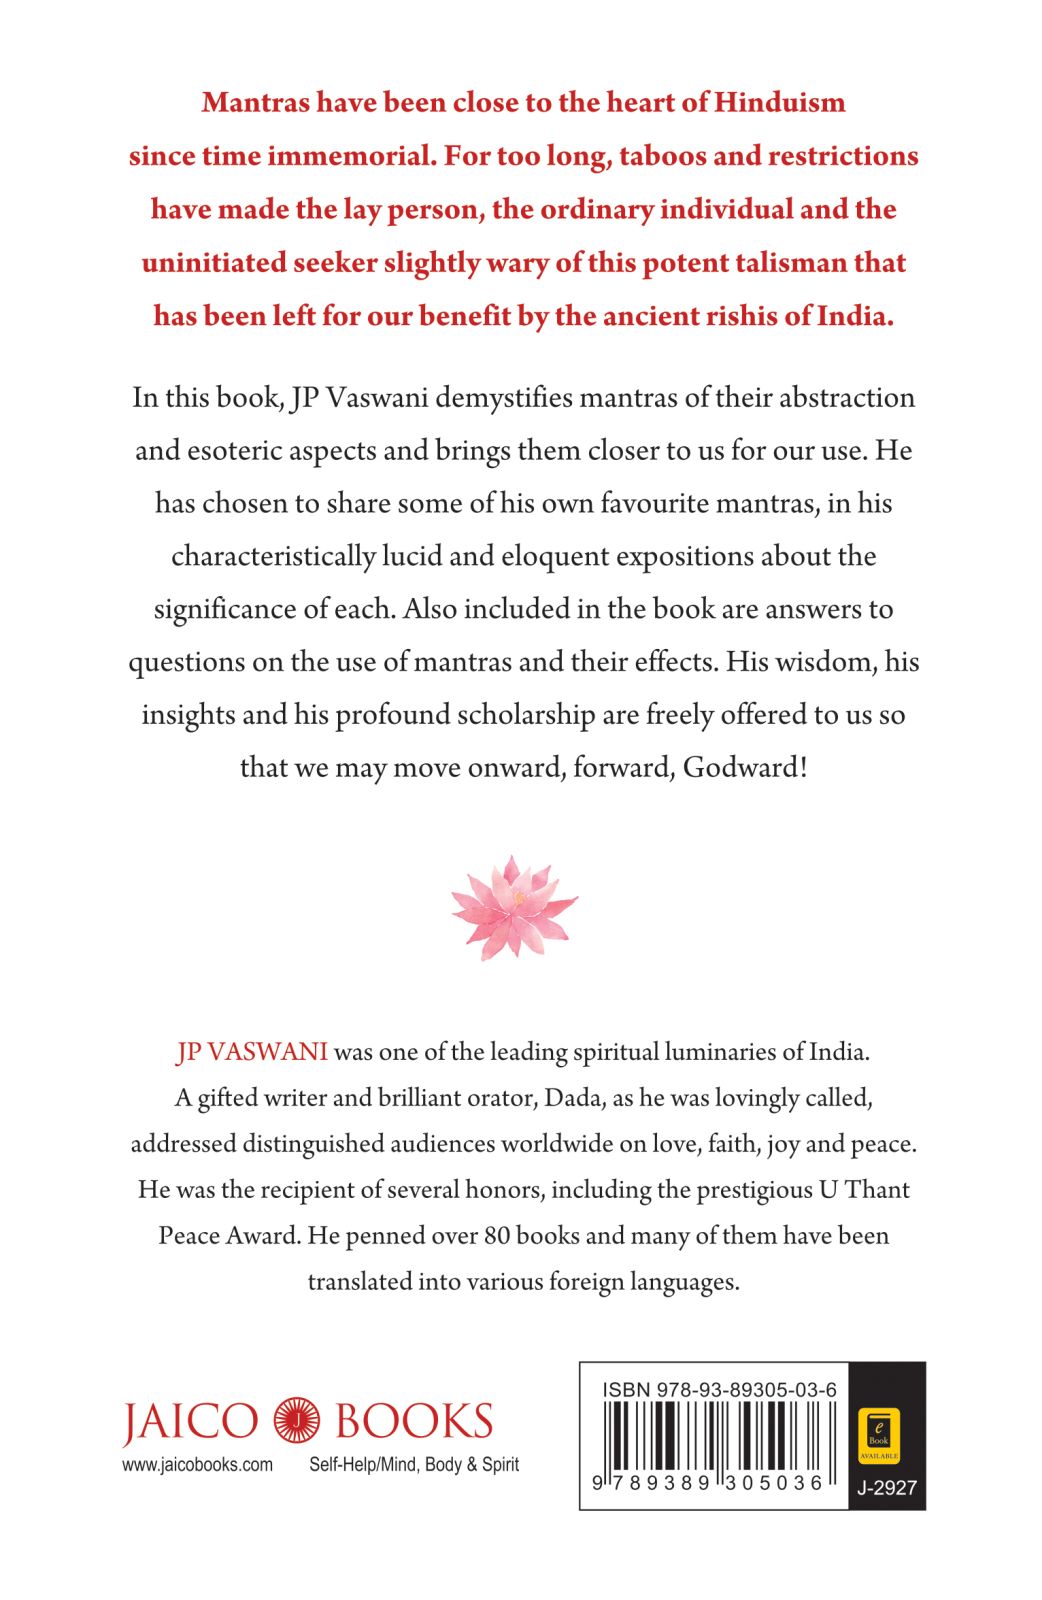 Mantras have been close to the heart of Hinduism
since time immemorial. For too long, taboos and restrictions
have made the lay person, the ordinary individual and the
uninitiated seeker slightly wary of this potent talisman that
has been left for our benefit by the ancient rishis of India.
In this book, JP Vaswani demystifies mantras of their abstraction
and esoteric aspects and brings them closer to us for our use. He
has chosen to share some of his own favourite mantras, in his
characteristically lucid and eloquent expositions about the
significance of each. Also included in the book are answers to
questions on the use of mantras and their effects. His wisdom, his
insights and his profound scholarship are freely offered to us so
that we may move onward, forward, Godward!
JP VASWANI was one of the leading spiritual luminaries of India.
A gifted writer and brilliant orator, Dada, as he was lovingly called,
addressed distinguished audiences worldwide on love, faith, joy and peace.
He was the recipient of several honors, including the prestigious U Thant
Peace Award. He penned over 80 books and many of them have been
translated into various foreign languages.
JAICO J BOOKS
www.jaicobooks.com Self-Help/Mind, Body & Spirit
ISBN 978-93-89305-03-6
9 789389 305036
e
Book
AVAILABLE
J-2927